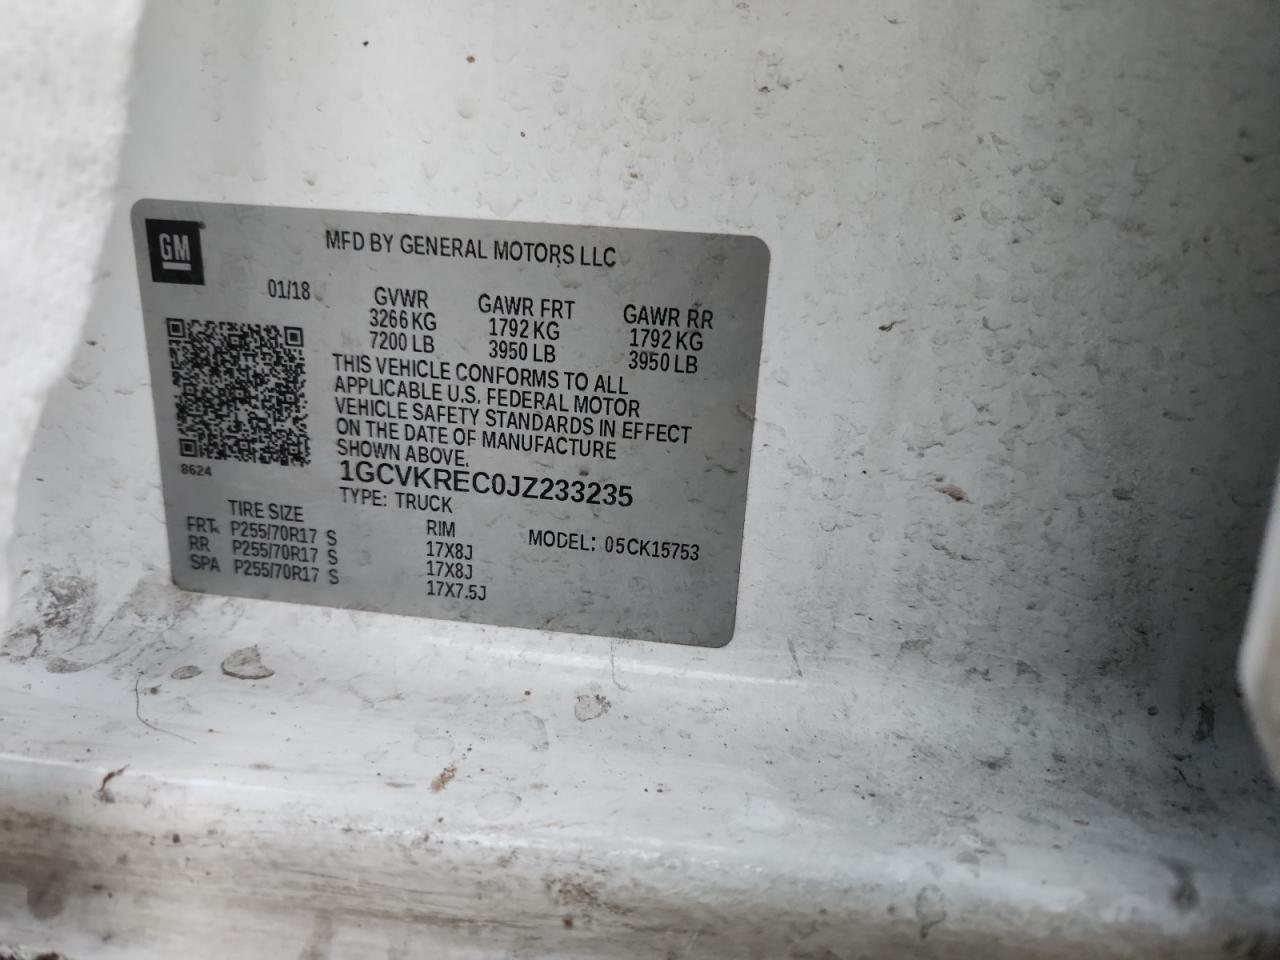 GM
MFD BY GENERAL MOTORS LLC
01/18 GVWR GAWR FRT GAWR RR
3266 KG 1792 KG 1792 KG
7200 LB 3950 LB 3950 LB
THIS VEHICLE CONFORMS TO ALL
APPLICABLE U.S. FEDERAL MOTOR
VEHICLE SAFETY STANDARDS IN EFFECT
ON THE DATE OF MANUFACTURE
SHOWN ABOVE.
8624
1GCVKREC0JZ233235
TYPE: TRUCK
TIRE SIZE RIM MODEL: 05CK15753
FRT P255/70R17 S 17X8J
RR P255/70R17 S 17X8J
SPA P255/70R17 S 17X7.5J